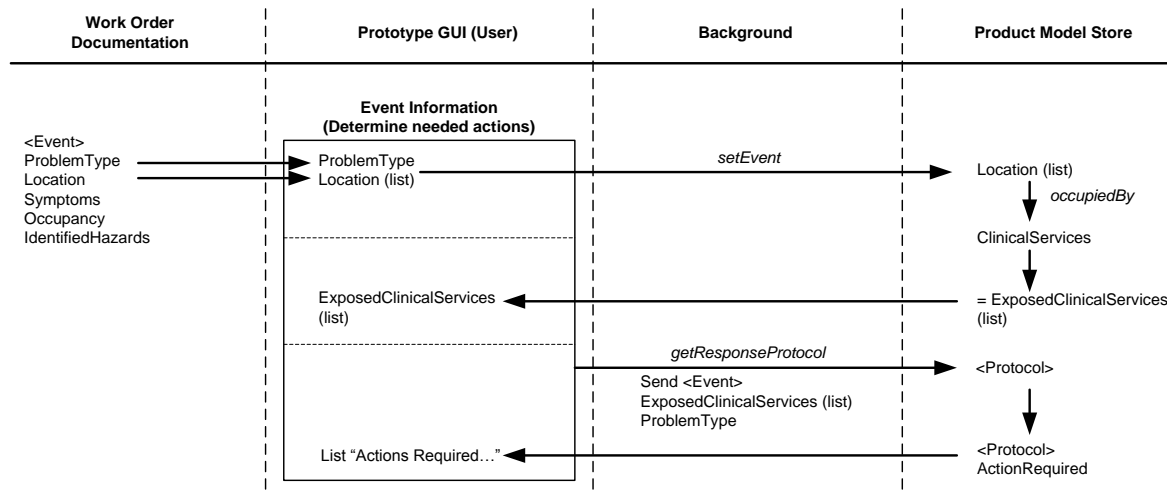 Work Order
Documentation
Prototype GUI (User)
Background
Product Model Store
Event Information
(Determine needed actions)
<Event>
ProblemType
Location
Symptoms
Occupancy
IdentifiedHazards
ProblemType
Location (list)
setEvent
Location (list)
occupiedBy
ClinicalServices
ExposedClinicalServices
(list)
= ExposedClinicalServices
(list)
getResponseProtocol
Send <Event>
ExposedClinicalServices (list)
ProblemType
<Protocol>
List “Actions Required…”
<Protocol>
ActionRequired